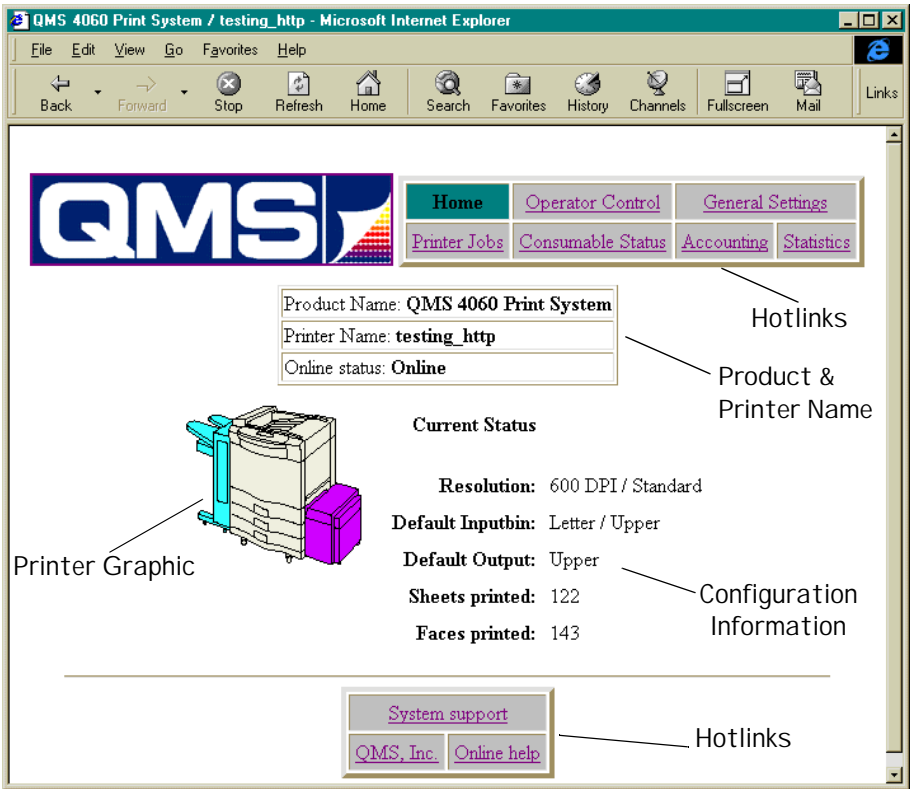 QMS 4060 Print System / testing_http - Microsoft Internet Explorer
File Edit View Go Favorites Help
Back Forward Stop Refresh Home Search Favorites History Channels Fullscreen Mail Links
QMS
Home Operator Control General Settings
Printer Jobs Consumable Status Accounting Statistics
Hotlinks
Product Name: QMS 4060 Print System
Printer Name: testing_http
Online status: Online
Product &
Printer Name
Current Status
Resolution: 600 DPI / Standard
Default Inputbin: Letter / Upper
Default Output: Upper
Sheets printed: 122
Faces printed: 143
Printer Graphic
Configuration
Information
System support
QMS, Inc. Online help
Hotlinks